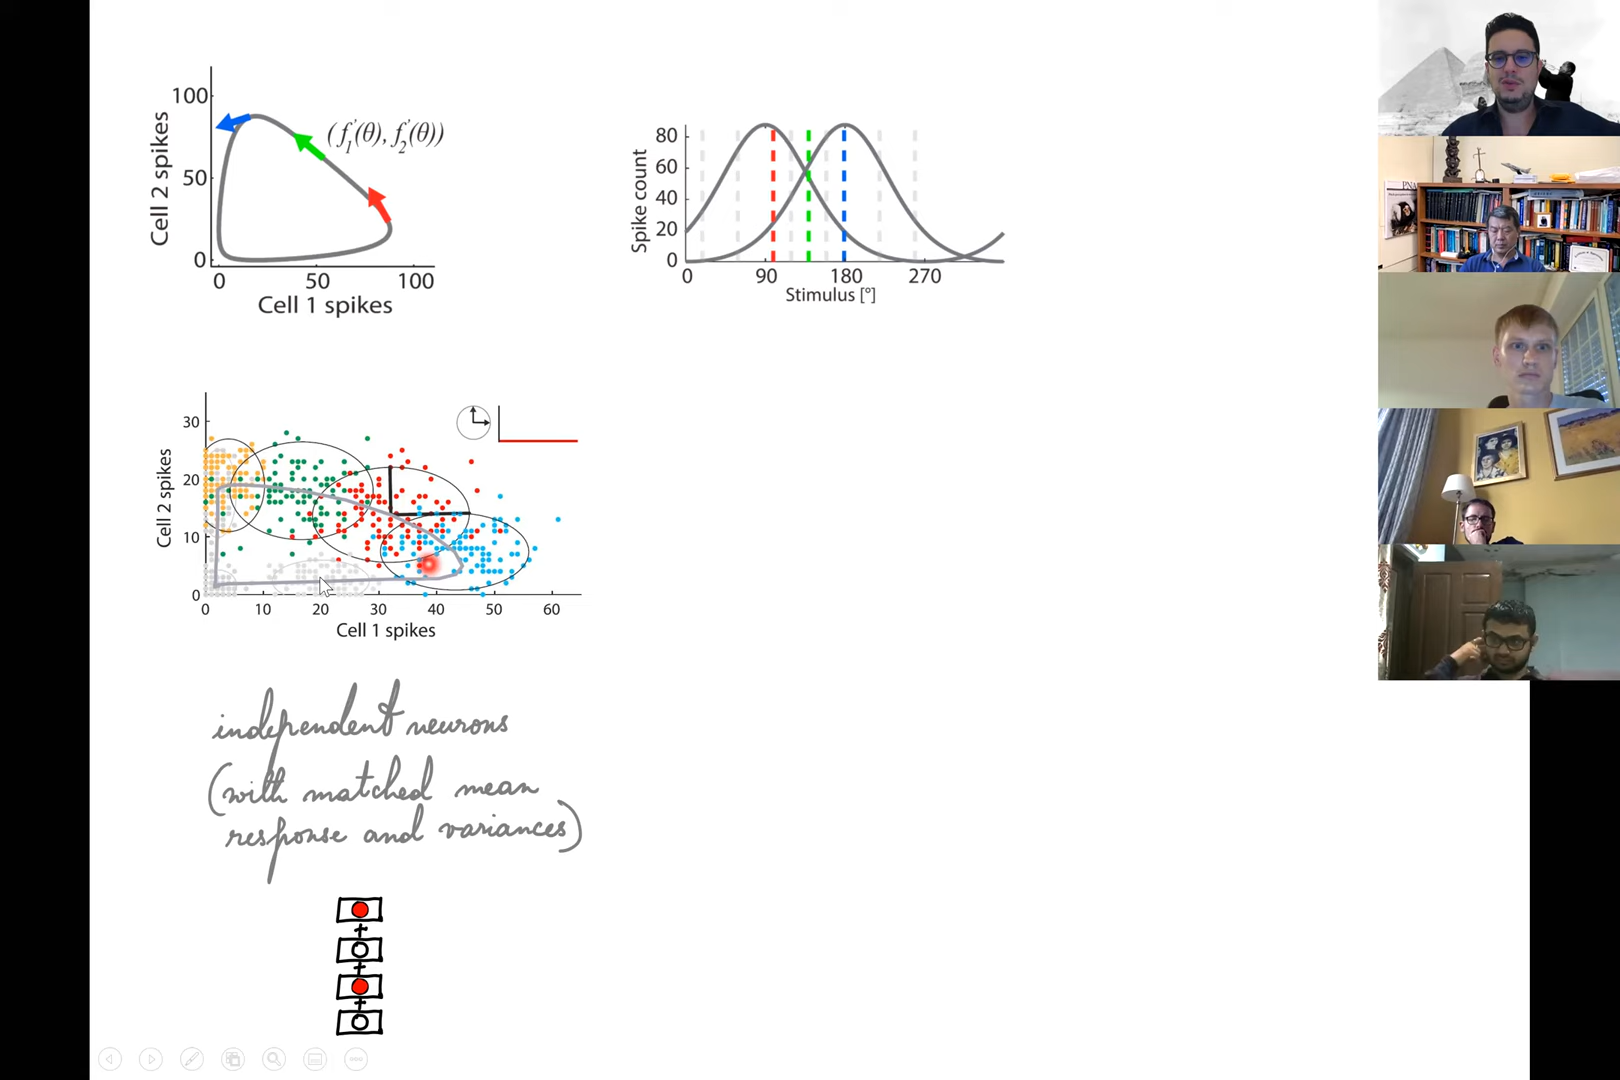 100
50
0
0 50 100
Cell 2 spikes
Cell 1 spikes
(f₁'(θ), f₂'(θ))
80
60
40
20
0
0 90 180 270
Spike count
Stimulus [°]
30
20
10
0
0 10 20 30 40 50 60
Cell 2 spikes
Cell 1 spikes
independent neurons
(with matched mean
response and variances)
PNA